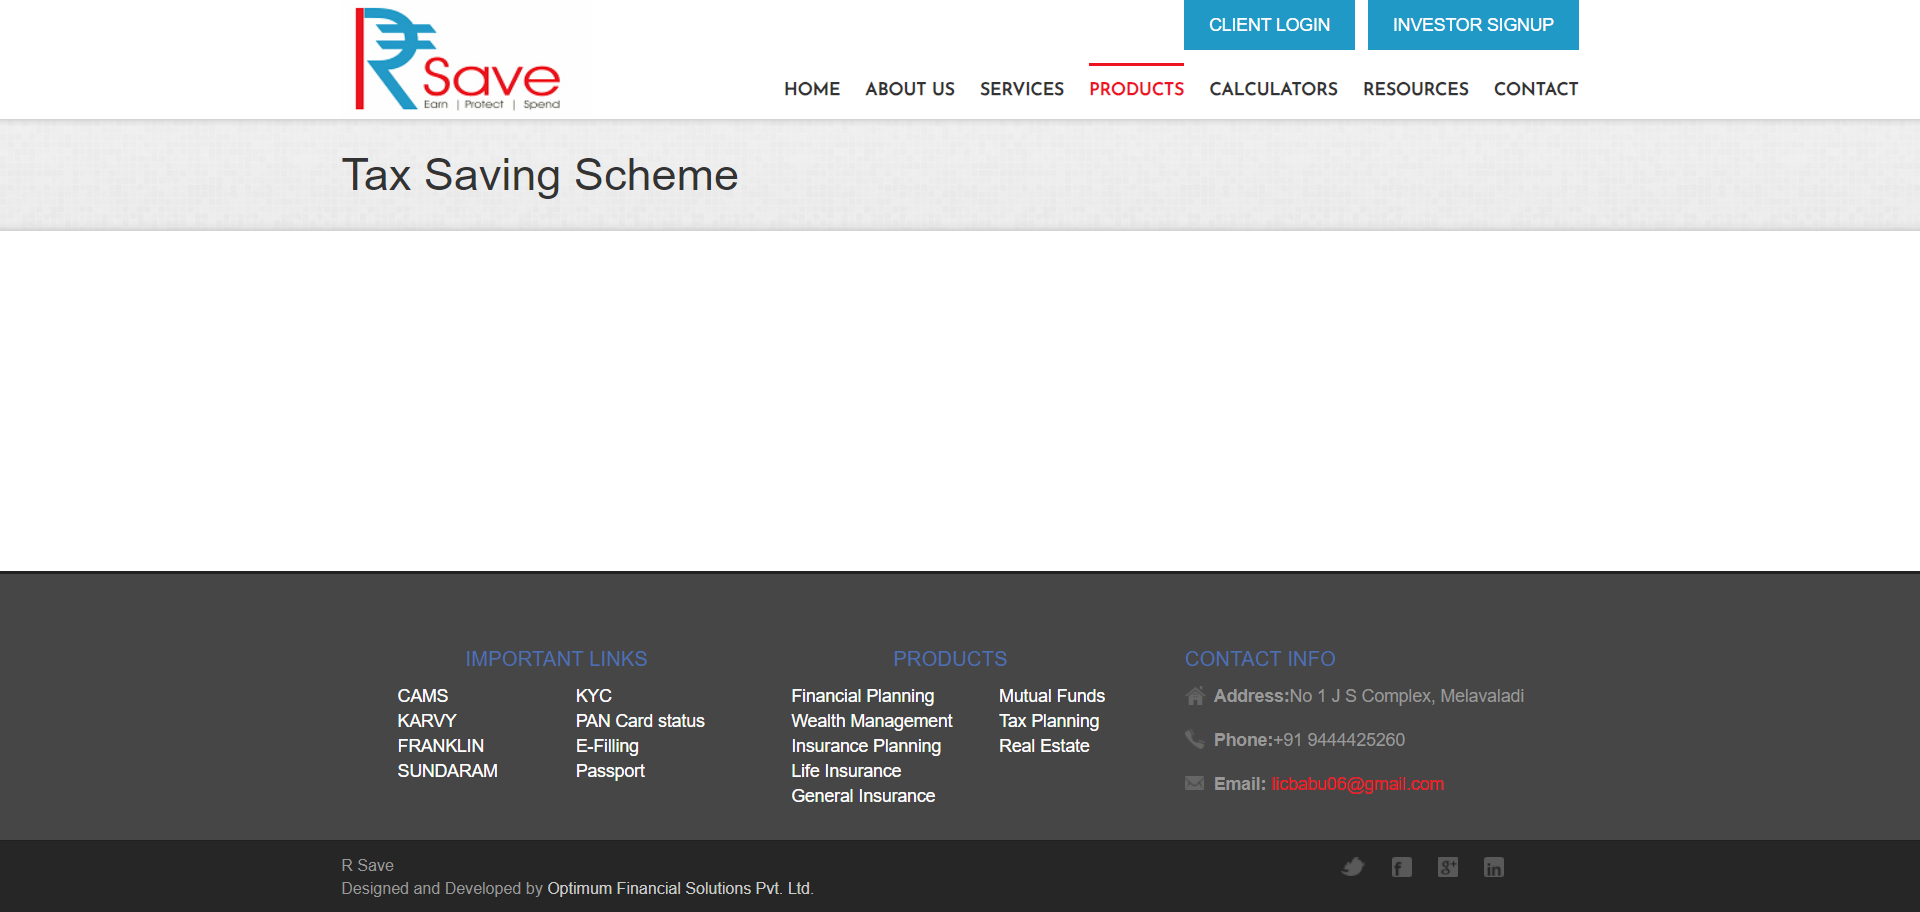 CLIENT LOGIN
INVESTOR SIGNUP
R Save
Earn | Protect | Spend
HOME ABOUT US SERVICES PRODUCTS CALCULATORS RESOURCES CONTACT
Tax Saving Scheme
IMPORTANT LINKS
CAMS
KARVY
FRANKLIN
SUNDARAM
KYC
PAN Card status
E-Filling
Passport
PRODUCTS
Financial Planning
Wealth Management
Insurance Planning
Life Insurance
General Insurance
Mutual Funds
Tax Planning
Real Estate
CONTACT INFO
Address:No 1 J S Complex, Melavaladi
Phone:+91 9444425260
Email: licbabu06@gmail.com
R Save
Designed and Developed by Optimum Financial Solutions Pvt. Ltd.